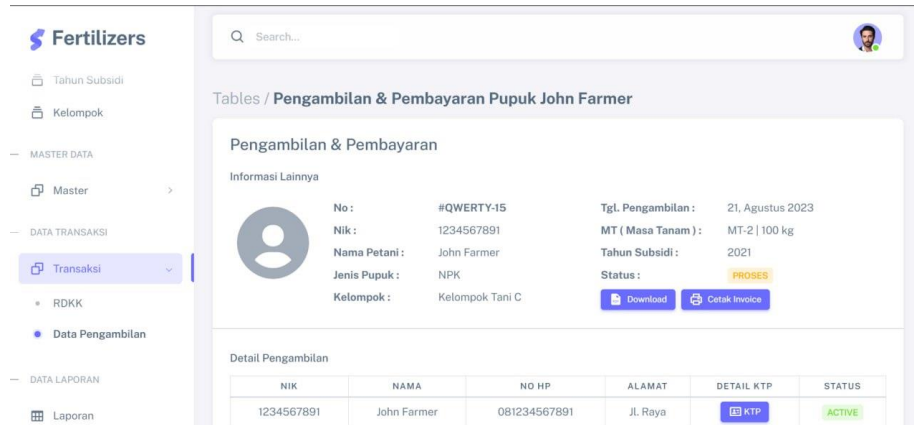 Fertilizers
Search...
Tahun Subsidi
Kelompok
MASTER DATA
Master
DATA TRANSAKSI
Transaksi
RDKK
Data Pengambilan
DATA LAPORAN
Laporan
Tables / Pengambilan & Pembayaran Pupuk John Farmer
Pengambilan & Pembayaran
Informasi Lainnya
No : #QWERTY-15 Tgl. Pengambilan : 21, Agustus 2023
Nik : 1234567891 MT ( Masa Tanam ) : MT-2 | 100 kg
Nama Petani : John Farmer Tahun Subsidi : 2021
Jenis Pupuk : NPK Status : PROSES
Kelompok : Kelompok Tani C Download Cetak Invoice
Detail Pengambilan
NIK NAMA NO HP ALAMAT DETAIL KTP STATUS
1234567891 John Farmer 081234567891 Jl. Raya KTP ACTIVE